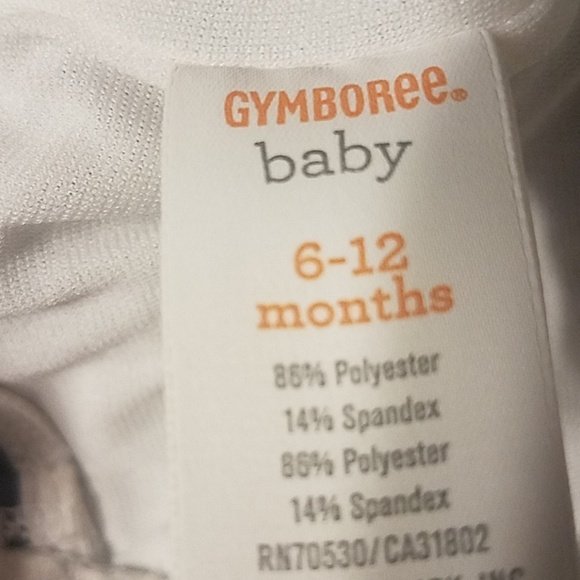 GYMBOREE®
baby
6-12
months
86% Polyester
14% Spandex
86% Polyester
14% Spandex
RN70530/CA31802